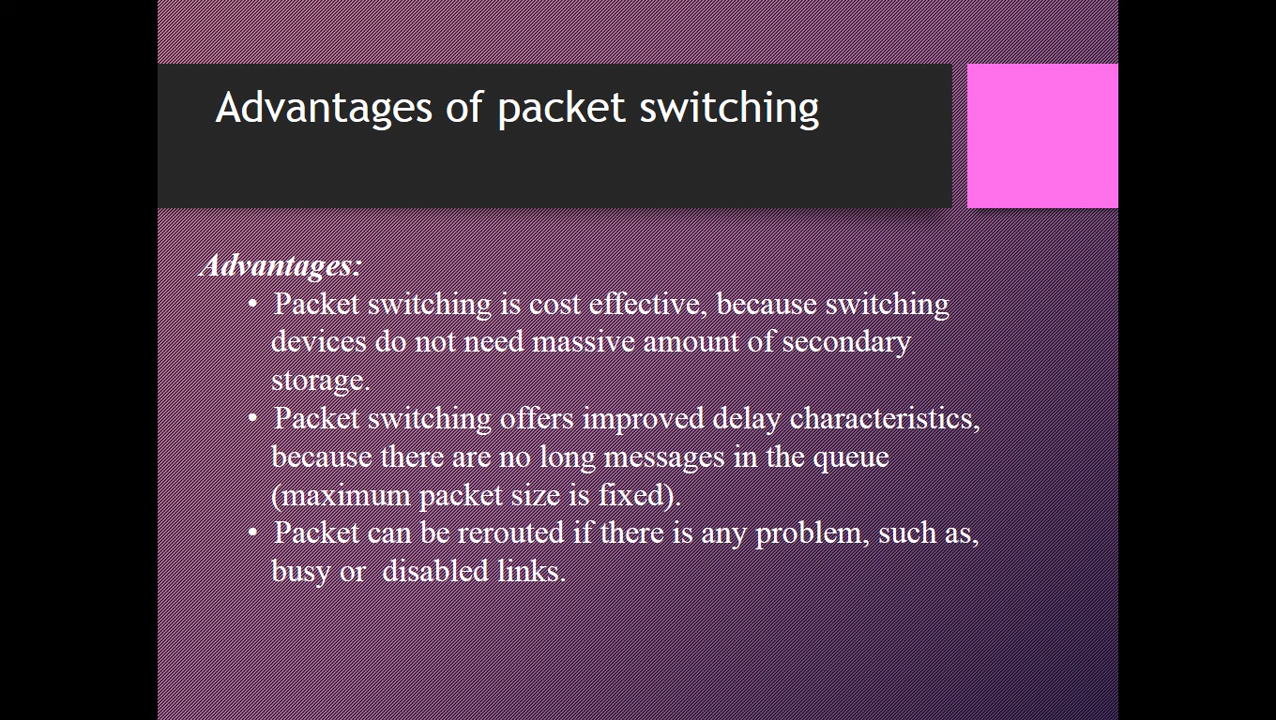 Advantages of packet switching
Advantages:
• Packet switching is cost effective, because switching
devices do not need massive amount of secondary
storage.
• Packet switching offers improved delay characteristics,
because there are no long messages in the queue
(maximum packet size is fixed).
• Packet can be rerouted if there is any problem, such as,
busy or  disabled links.